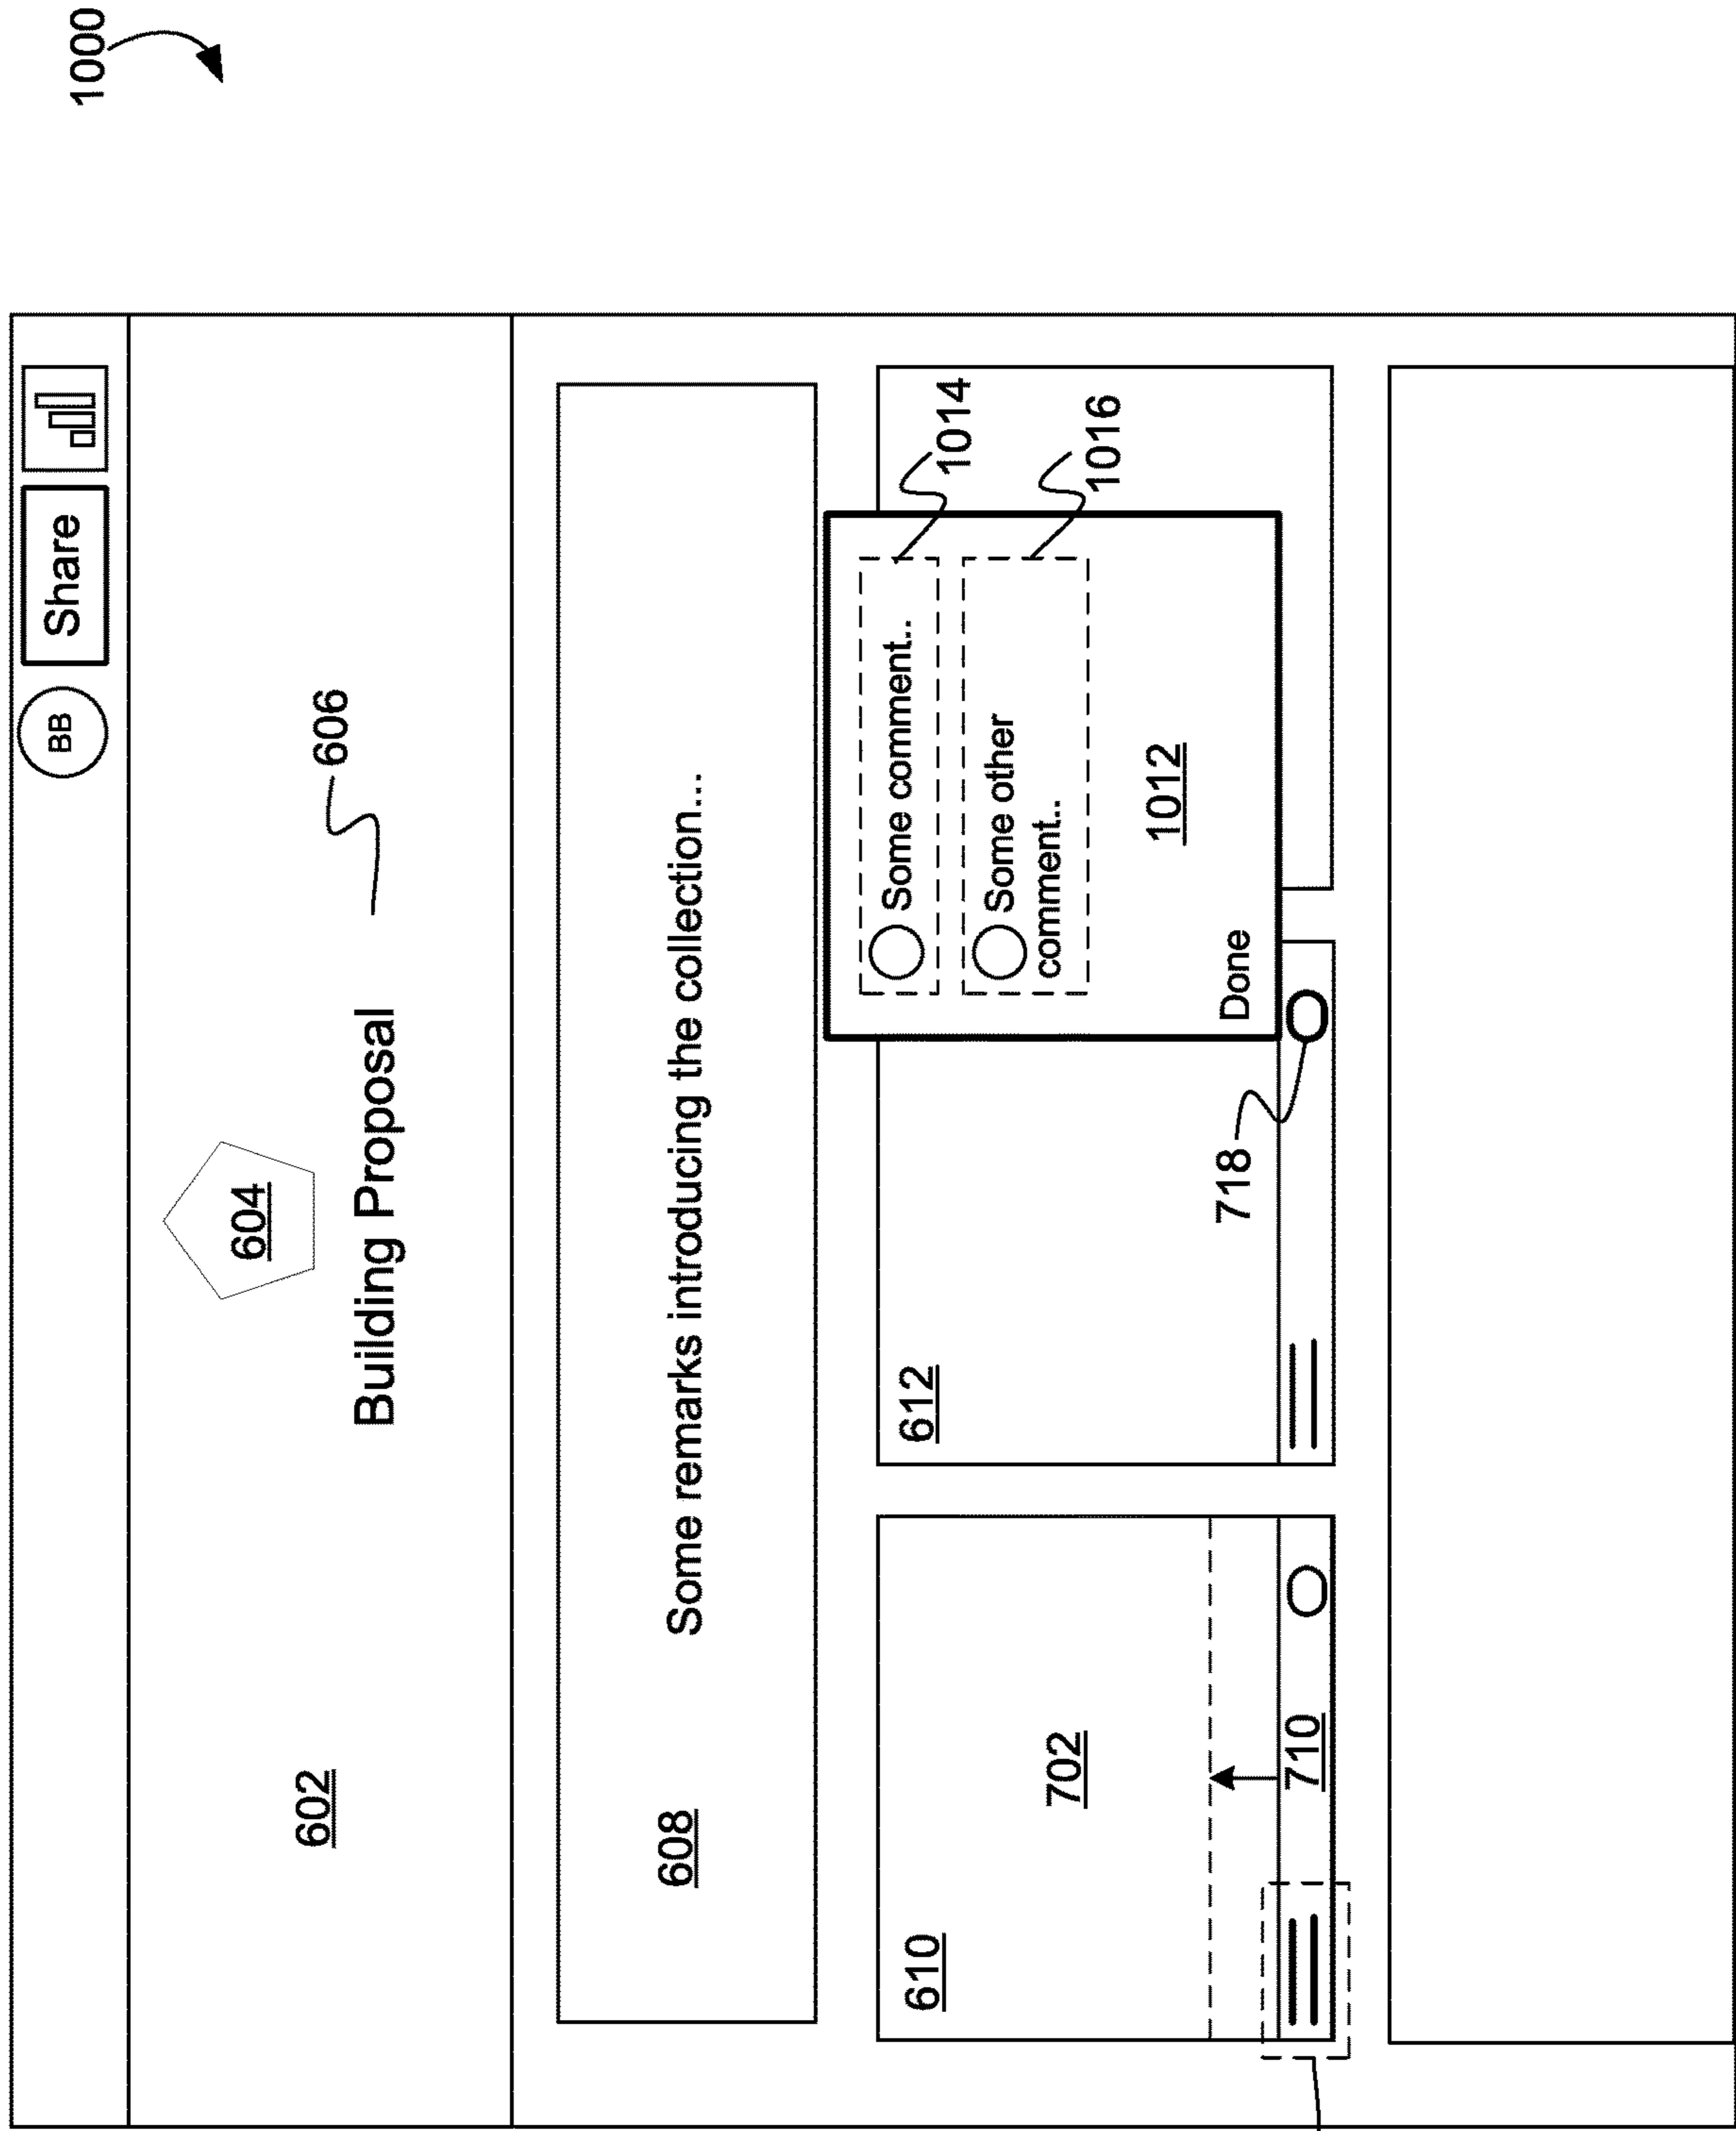 1000
BB
Share
604
602
Building Proposal
606
608
Some remarks introducing the collection...
610
702
710
612
718
Some comment..
1014
Some other
comment..
1016
1012
Done